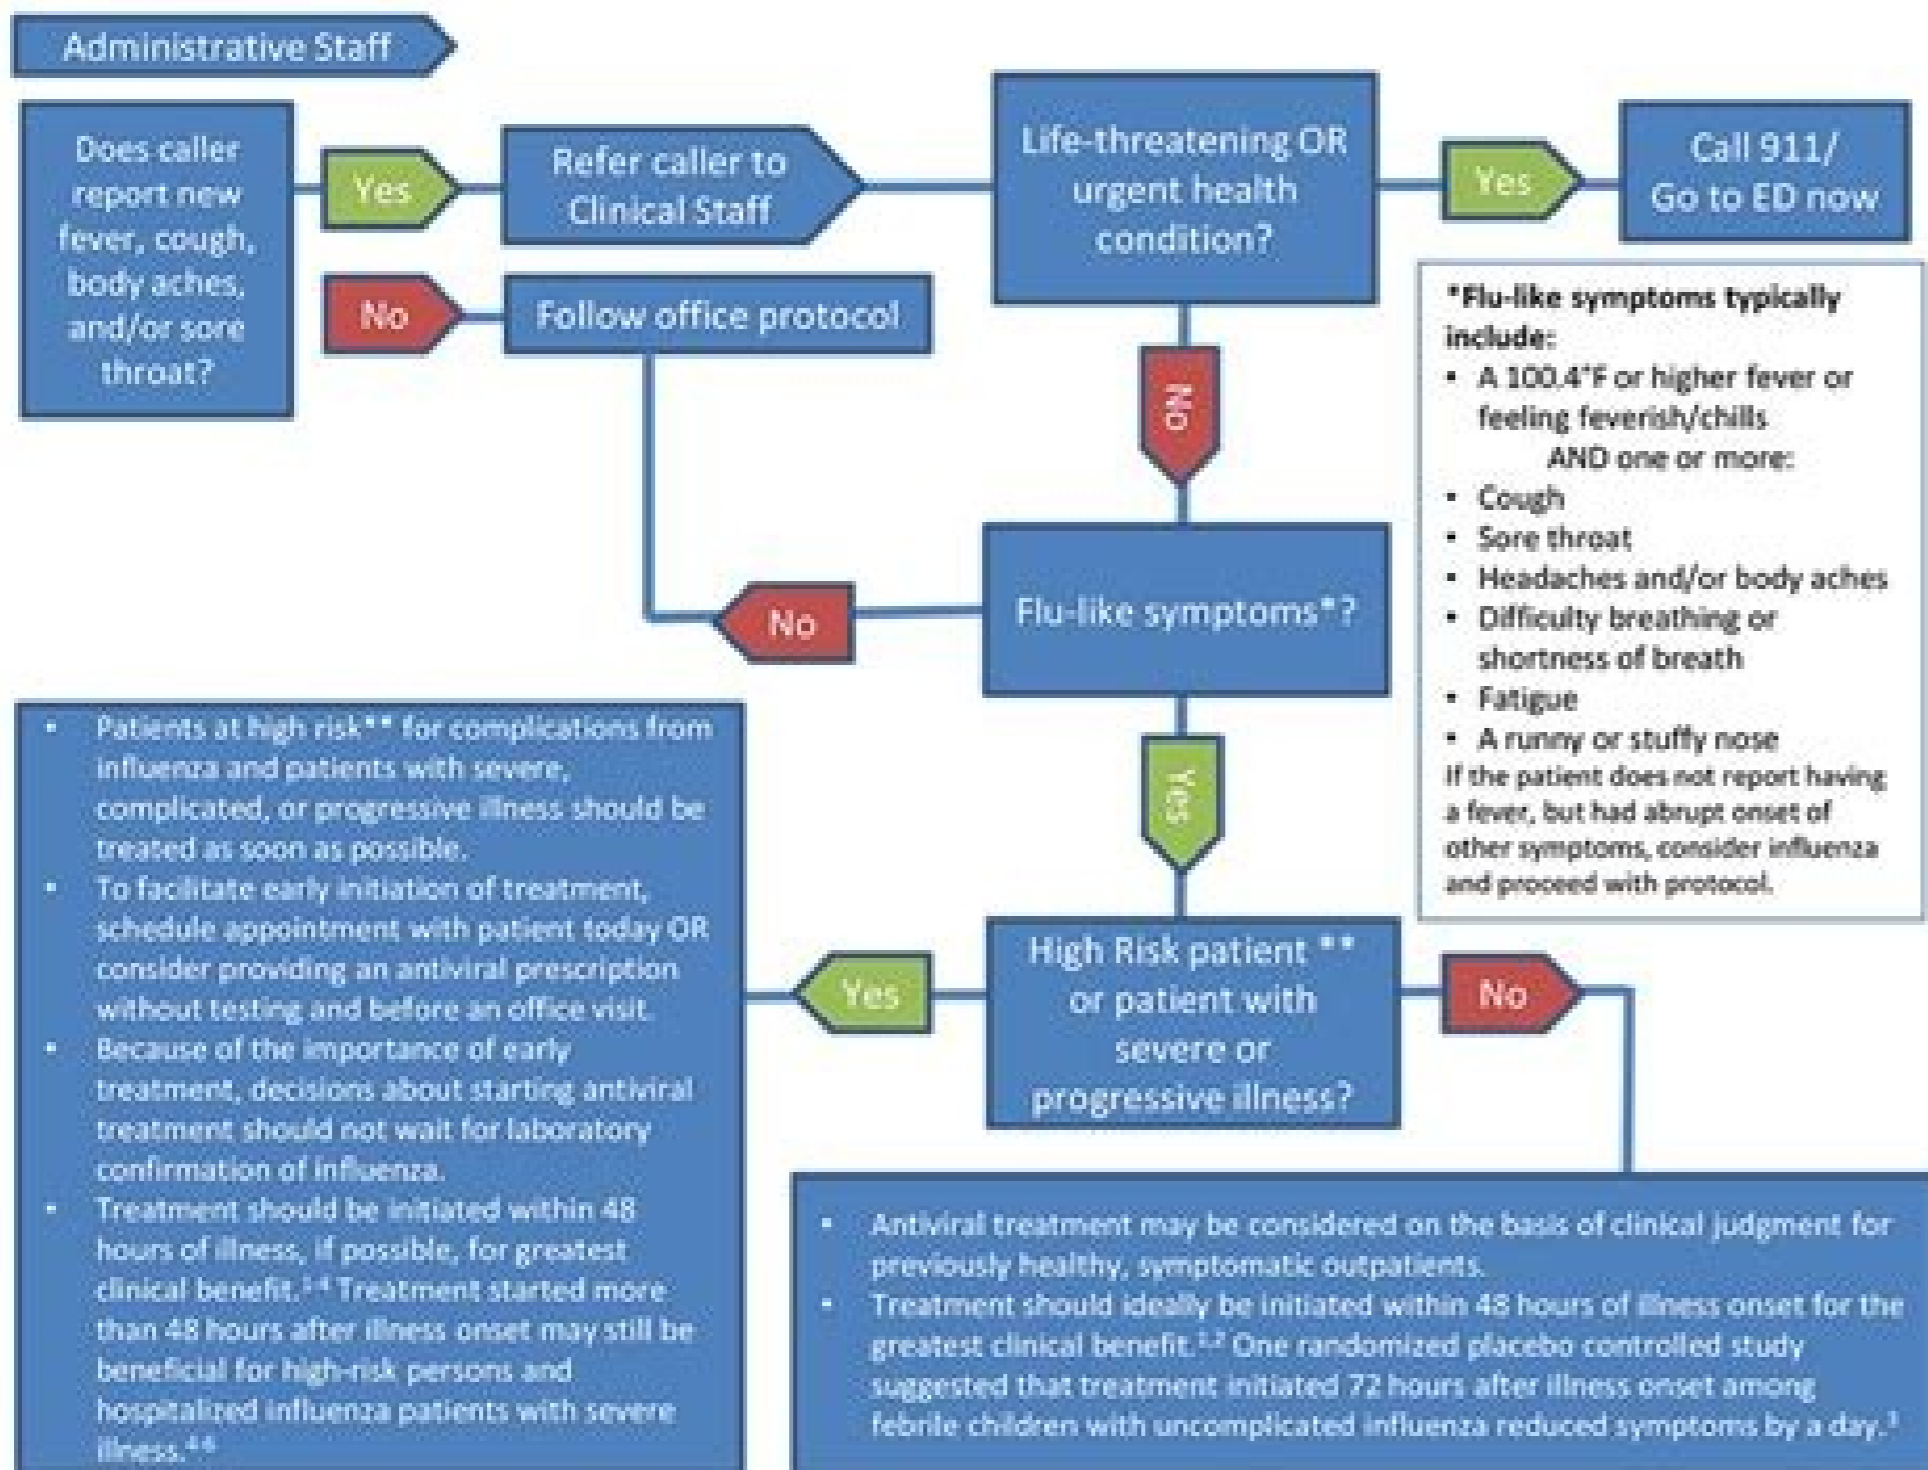 Administrative Staff
Does caller
report new
fever, cough,
body aches,
and/or sore
throat?
Yes
Refer caller to
Clinical Staff
No
Follow office protocol
Life-threatening OR
urgent health
condition?
Yes
Call 911/
Go to ED now
No
*Flu-like symptoms typically
include:
• A 100.4°F or higher fever or
feeling feverish/chills
AND one or more:
• Cough
• Sore throat
• Headaches and/or body aches
• Difficulty breathing or
shortness of breath
• Fatigue
• A runny or stuffy nose
If the patient does not report having
a fever, but had abrupt onset of
other symptoms, consider influenza
and proceed with protocol.
Flu-like symptoms*?
No
Yes
High Risk patient **
or patient with
severe or
progressive illness?
Yes
• Patients at high risk** for complications from
influenza and patients with severe,
complicated, or progressive illness should be
treated as soon as possible.
• To facilitate early initiation of treatment,
schedule appointment with patient today OR
consider providing an antiviral prescription
without testing and before an office visit.
• Because of the importance of early
treatment, decisions about starting antiviral
treatment should not wait for laboratory
confirmation of influenza.
• Treatment should be initiated within 48
hours of illness, if possible, for greatest
clinical benefit. Treatment started more
than 48 hours after illness onset may still be
beneficial for high-risk persons and
hospitalized influenza patients with severe
illness.
No
• Antiviral treatment may be considered on the basis of clinical judgment for
previously healthy, symptomatic outpatients.
• Treatment should ideally be initiated within 48 hours of illness onset for the
greatest clinical benefit.¹·² One randomized placebo controlled study
suggested that treatment initiated 72 hours after illness onset among
febrile children with uncomplicated influenza reduced symptoms by a day.